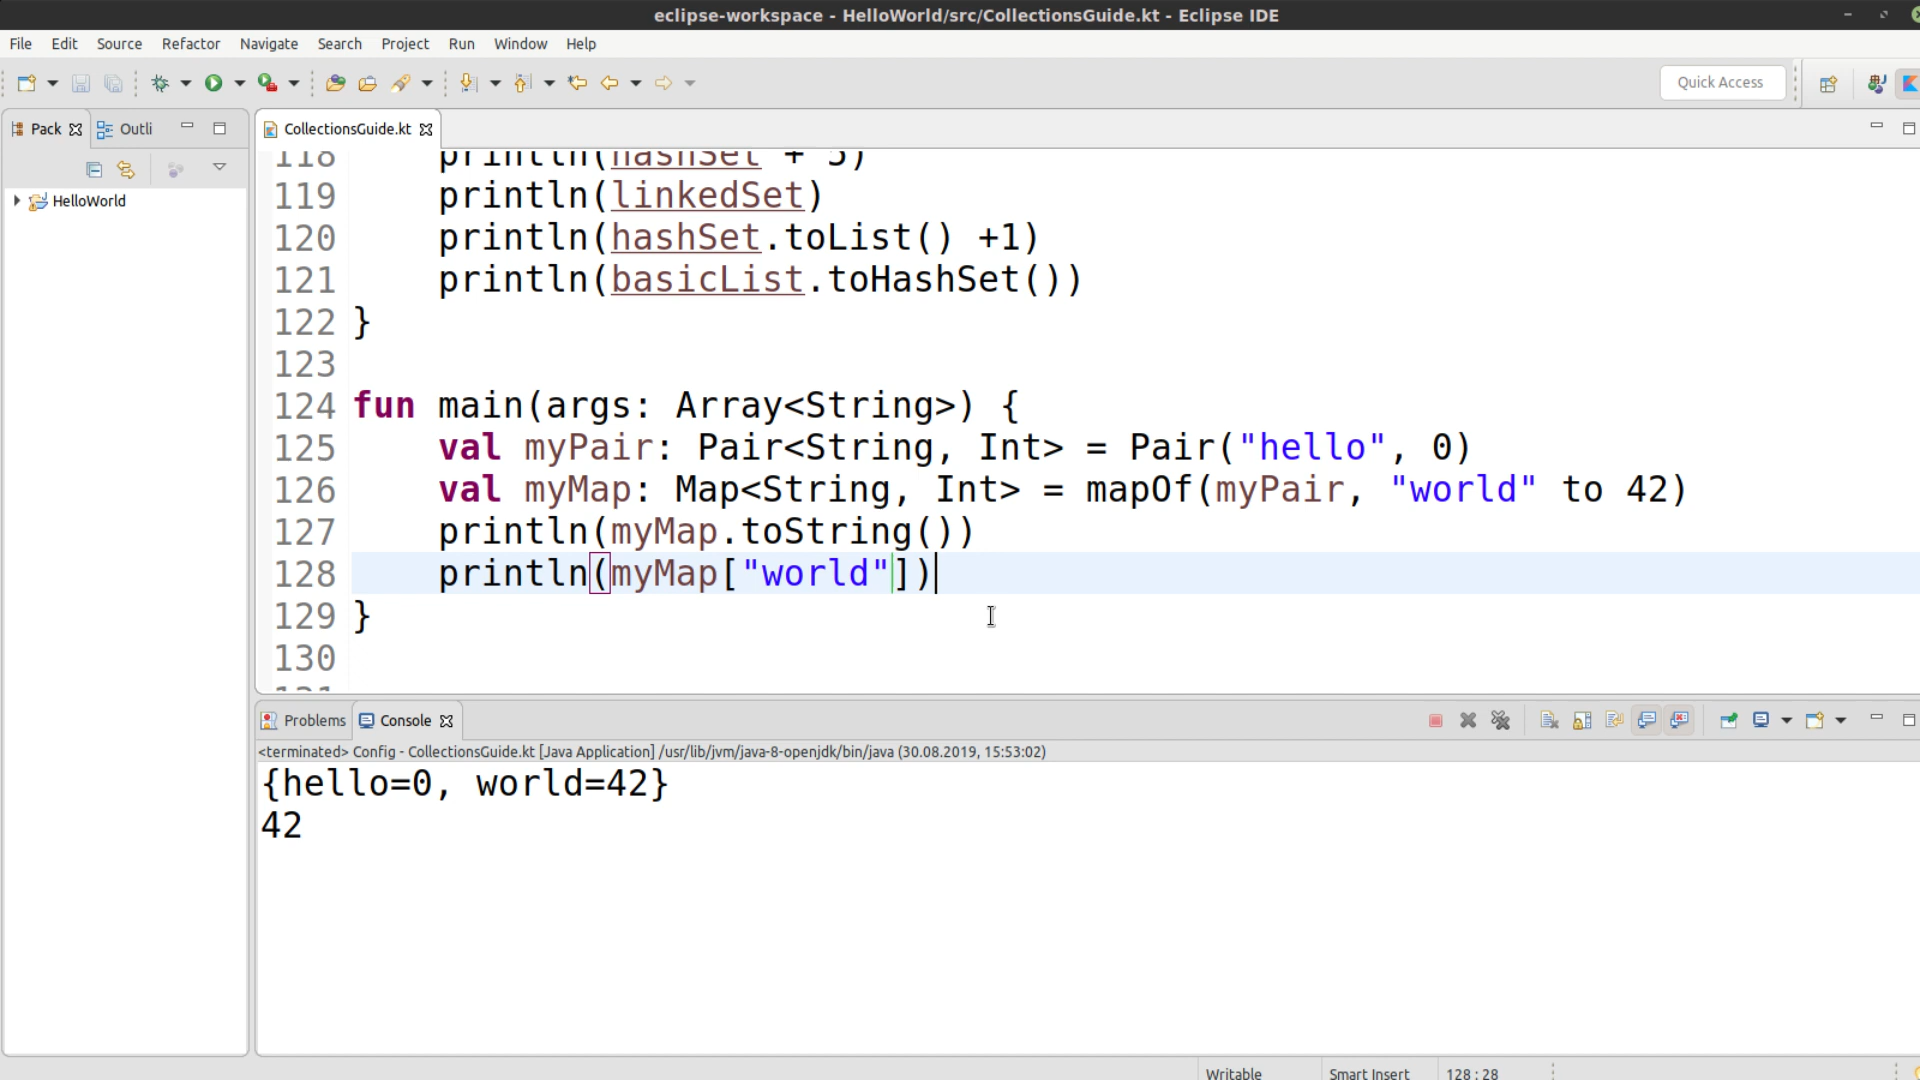 eclipse-workspace - HelloWorld/src/CollectionsGuide.kt - Eclipse IDE
File Edit Source Refactor Navigate Search Project Run Window Help
Quick Access
Pack Outli
CollectionsGuide.kt
HelloWorld
118 println(hashSet + 5)
119 println(linkedSet)
120 println(hashSet.toList() +1)
121 println(basicList.toHashSet())
122 }
123
124 fun main(args: Array<String>) {
125 val myPair: Pair<String, Int> = Pair("hello", 0)
126 val myMap: Map<String, Int> = mapOf(myPair, "world" to 42)
127 println(myMap.toString())
128 println(myMap["world"])
129 }
130
Problems Console
<terminated> Config - CollectionsGuide.kt [Java Application] /usr/lib/jvm/java-8-openjdk/bin/java (30.08.2019, 15:53:02)
{hello=0, world=42}
42
Writable Smart Insert 128 : 28